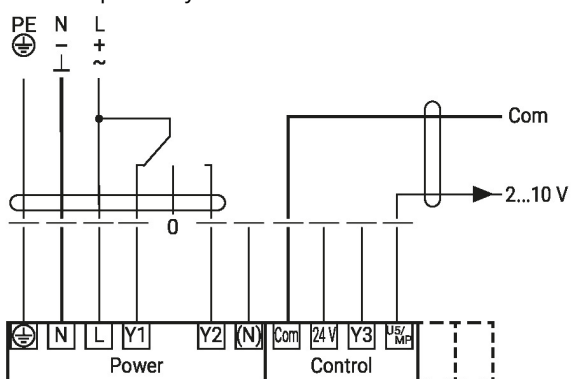 PE N L
- +
~
Com
2...10 V
0
N L Y1 Y2 (N) Com 24 V Y3 U5/MP
Power Control